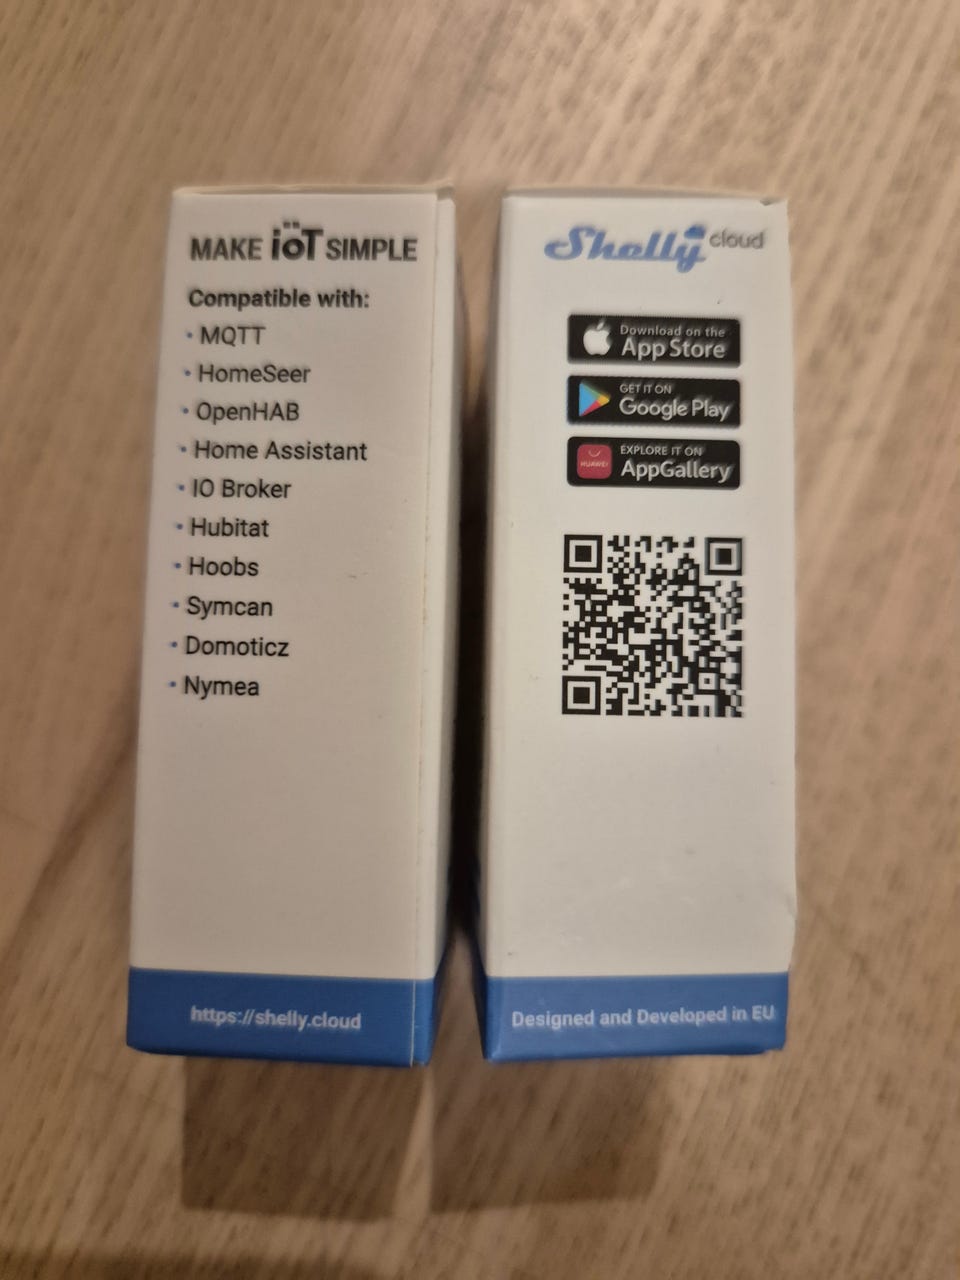 MAKE IoT SIMPLE
Compatible with:
• MQTT
• HomeSeer
• OpenHAB
• Home Assistant
• IO Broker
• Hubitat
• Hoobs
• Symcan
• Domoticz
• Nymea
https://shelly.cloud
Shelly cloud
Download on the
App Store
GET IT ON
Google Play
HUAWEI
EXPLORE IT ON
AppGallery
Designed and Developed in EU